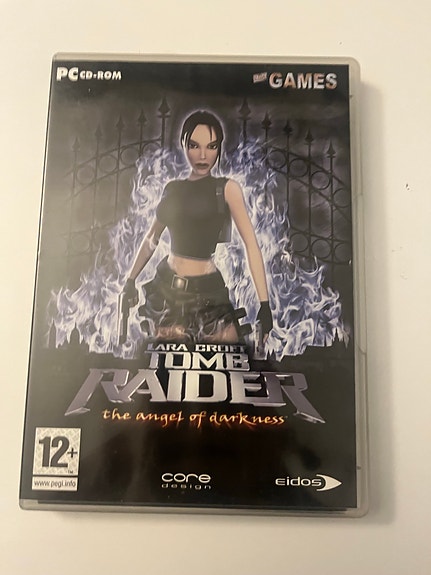 PC CD-ROM
GAMES
LARA CROFT
TOMB
RAIDER
the angel of darkness
12+
www.pegi.info
core
design
eidos